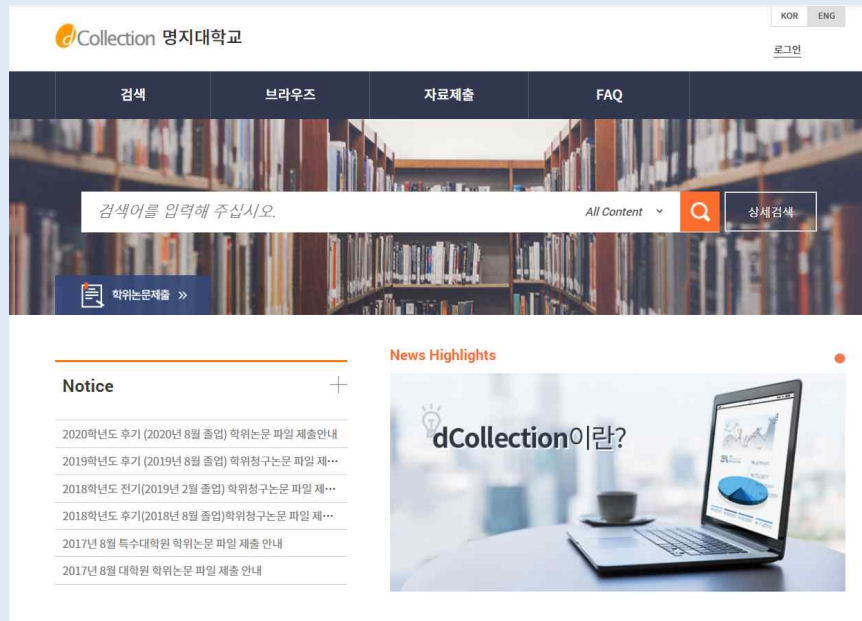 dCollection 명지대학교
KOR ENG
로그인
검색 브라우즈 자료제출 FAQ
검색어를 입력해 주십시오. All Content 상세검색
학위논문제출 »
News Highlights
Notice
2020학년도 후기 (2020년 8월 졸업) 학위논문 파일 제출안내
2019학년도 후기 (2019년 8월 졸업) 학위청구논문 파일 제…
2018학년도 전기(2019년 2월 졸업) 학위청구논문 파일 제…
2018학년도 후기(2018년 8월 졸업)학위청구논문 파일 제…
2017년 8월 특수대학원 학위논문 파일 제출 안내
2017년 8월 대학원 학위논문 파일 제출 안내
dCollection이란?